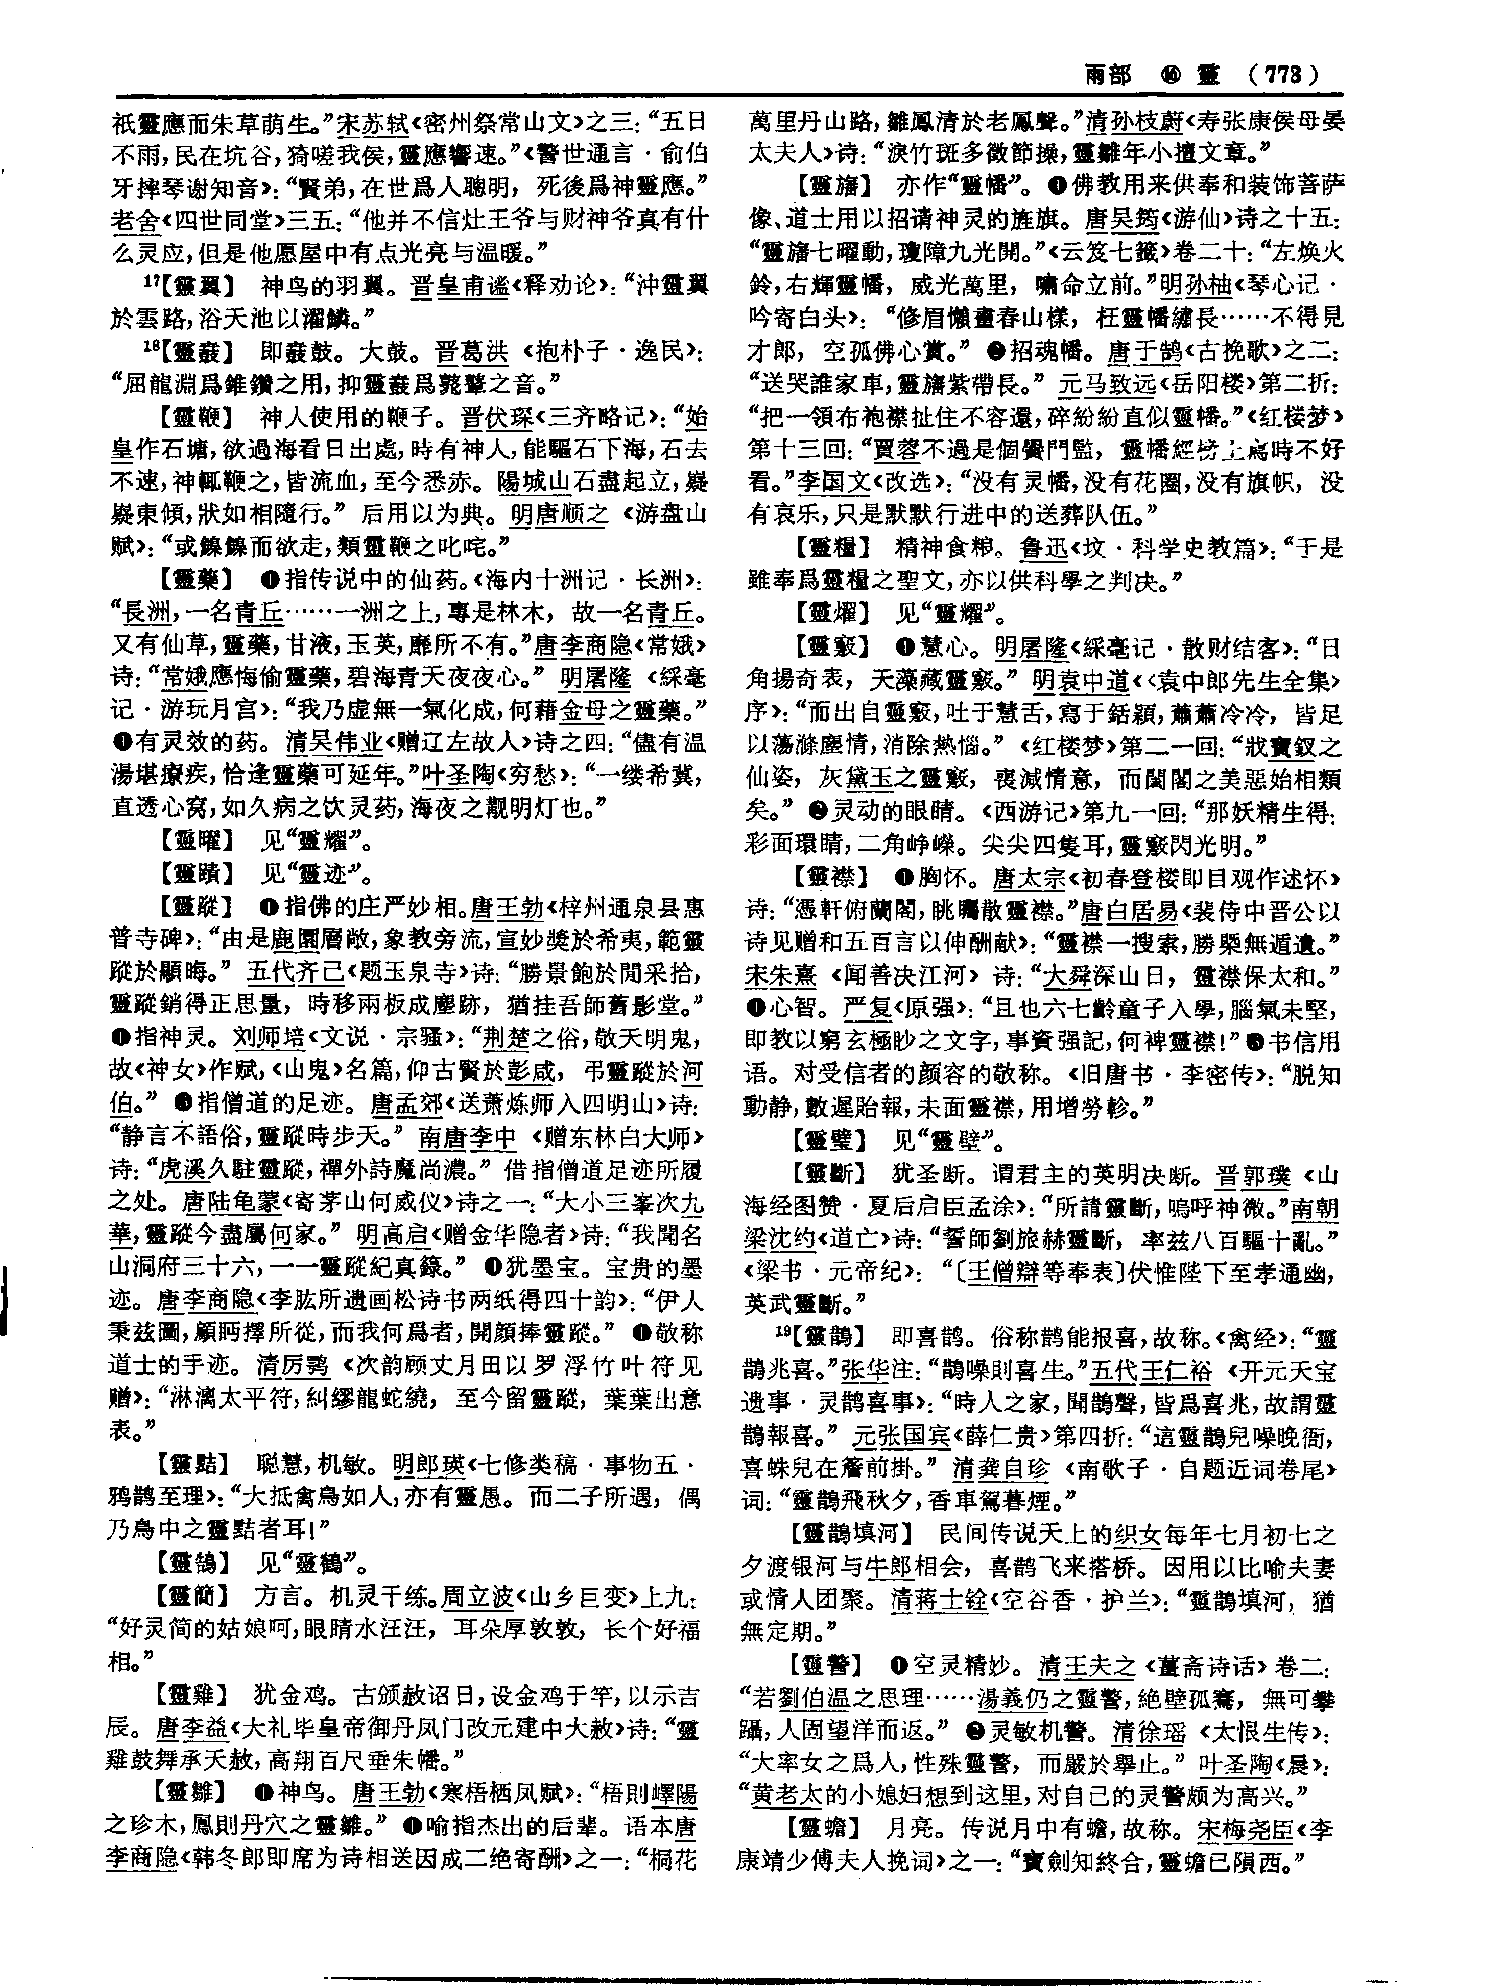 雨部 ⑯ 靈 (773)
祇靈應而朱草萌生。”宋苏轼《密州祭常山文》之三：“五日
不雨，民在坑谷，猗嗟我侯，靈應響速。”《警世通言·俞伯
牙摔琴谢知音》：“賢弟，在世爲人聰明，死後爲神靈應。”
老舍《四世同堂》三五：“他并不信灶王爷与财神爷真有什
么灵应，但是他愿屋中有点光亮与温暖。”
17【靈翼】 神鸟的羽翼。晋皇甫谧《释劝论》：“沖靈翼
於雲路，浴天池以濯鱗。”
18【靈鼖】 即鼖鼓。大鼓。晋葛洪《抱朴子·逸民》：
“屈龍淵爲錐鑽之用，抑靈鼖爲鼗鼙之音。”
【靈鞭】 神人使用的鞭子。晋伏琛《三齐略记》：“始
皇作石塘，欲過海看日出處，時有神人，能驅石下海，石去
不速，神輒鞭之，皆流血，至今悉赤。陽城山石盡起立，嶷
嶷東傾，狀如相隨行。”后用以为典。明唐顺之《游盘山
赋》：“或鏼鏼而欲走，類靈鞭之叱咤。”
【靈藥】 ❶指传说中的仙药。《海内十洲记·长洲》：
“長洲，一名青丘……一洲之上，專是林木，故一名青丘。
又有仙草，靈藥，甘液，玉英，靡所不有。”唐李商隐《常娥》
诗：“常娥應悔偷靈藥，碧海青天夜夜心。”明屠隆《綵毫
记·游玩月宫》：“我乃虚無一氣化成，何藉金母之靈藥。”
❷有灵效的药。清吴伟业《赠辽左故人》诗之四：“儘有温
湯堪療疾，恰逢靈藥可延年。”叶圣陶《穷愁》：“一缕希冀，
直透心窝，如久病之饮灵药，海夜之觏明灯也。”
【靈曜】 见“靈耀”。
【靈蹟】 见“靈迹”。
【靈蹤】 ❶指佛的庄严妙相。唐王勃《梓州通泉县惠
普寺碑》：“由是鹿園層敞，象教旁流，宣妙獎於希夷，範靈
蹤於顯晦。”五代齐己《题玉泉寺》诗：“勝景飽於閒采拾，
靈蹤銷得正思量，時移兩板成塵跡，猶挂吾師舊影堂。”
❷指神灵。刘师培《文说·宗骚》：“荆楚之俗，敬天明鬼，
故《神女》作赋，《山鬼》名篇，仰古賢於彭咸，弔靈蹤於河
伯。”❸指僧道的足迹。唐孟郊《送萧炼师入四明山》诗：
“静言不語俗，靈蹤時步天。”南唐李中《赠东林白大师》
诗：“虎溪久駐靈蹤，禪外詩魔尚濃。”借指僧道足迹所履
之处。唐陆龟蒙《寄茅山何威仪》诗之一：“大小三峯次九
華，靈蹤今盡屬何家。”明高启《赠金华隐者》诗：“我聞名
山洞府三十六，一一靈蹤紀真籙。”❹犹墨宝。宝贵的墨
迹。唐李商隐《李肱所遗画松诗书两纸得四十韵》：“伊人
秉兹圖，顧眄擇所從，而我何爲者，開顏捧靈蹤。”❺敬称
道士的手迹。清厉鹗《次韵顾丈月田以罗浮竹叶符见
赠》：“淋漓太平符，糾繆龍蛇繞，至今留靈蹤，葉葉出意
表。”
【靈黠】 聪慧，机敏。明郎瑛《七修类稿·事物五·
鸦鹊至理》：“大抵禽鳥如人，亦有靈愚。而二子所遇，偶
乃鳥中之靈黠者耳！”
【靈鵠】 见“靈鶴”。
【靈簡】 方言。机灵干练。周立波《山乡巨变》上九：
“好灵简的姑娘呵，眼睛水汪汪，耳朵厚敦敦，长个好福
相。”
【靈雞】 犹金鸡。古颁赦诏日，设金鸡于竿，以示吉
辰。唐李益《大礼毕皇帝御丹凤门改元建中大赦》诗：“靈
雞鼓舞承天赦，高翔百尺垂朱幡。”
【靈雛】 ❶神鸟。唐王勃《寒梧栖凤赋》：“梧則嶧陽
之珍木，鳳則丹穴之靈雛。”❷喻指杰出的后辈。语本唐
李商隐《韩冬郎即席为诗相送因成二绝寄酬》之一：“桐花
萬里丹山路，雛鳳清於老鳳聲。”清孙枝蔚《寿张康侯母晏
太夫人》诗：“淚竹斑多徵節操，靈雛年小擅文章。”
【靈旛】 亦作“靈幡”。❶佛教用来供奉和装饰菩萨
像、道士用以招请神灵的旌旗。唐吴筠《游仙》诗之十五：
“靈旛七曜動，瓊障九光開。”《云笈七籤》卷二十：“左焕火
鈴，右輝靈幡，威光萬里，嘯命立前。”明孙柚《琴心记·
吟寄白头》：“修眉懶畫春山樣，枉靈幡繡長……不得見
才郎，空孤佛心賞。”❷招魂幡。唐于鹄《古挽歌》之二：
“送哭誰家車，靈旛紫帶長。”元马致远《岳阳楼》第二折：
“把一領布袍襟扯住不容還，碎紛紛直似靈幡。”《红楼梦》
第十三回：“賈蓉不過是個黌門監，靈幡經榜上寫時不好
看。”李国文《改选》：“没有灵幡，没有花圈，没有旗帜，没
有哀乐，只是默默行进中的送葬队伍。”
【靈糧】 精神食粮。鲁迅《坟·科学史教篇》：“于是
雖奉爲靈糧之聖文，亦以供科學之判决。”
【靈燿】 见“靈耀”。
【靈竅】 ❶慧心。明屠隆《綵毫记·散财结客》：“日
角揚奇表，天藻藏靈竅。”明袁中道《〈袁中郎先生全集〉
序》：“而出自靈竅，吐于慧舌，寫于銛穎，蕭蕭冷冷，皆足
以蕩滌塵情，消除熱惱。”《红楼梦》第二一回：“戕寶釵之
仙姿，灰黛玉之靈竅，喪減情意，而閨閣之美惡始相類
矣。”❷灵动的眼睛。《西游记》第九一回：“那妖精生得：
彩面環睛，二角崢嶸。尖尖四隻耳，靈竅閃光明。”
【靈襟】 ❶胸怀。唐太宗《初春登楼即目观作述怀》
诗：“憑軒俯蘭閣，眺矚散靈襟。”唐白居易《裴侍中晋公以
诗见赠和五百言以伸酬献》：“靈襟一搜索，勝槩無遁遺。”
宋朱熹《闻善决江河》诗：“大舜深山日，靈襟保太和。”
❷心智。严复《原强》：“且也六七齡童子入學，腦氣未堅，
即教以窮玄極眇之文字，事資强記，何裨靈襟！”❸书信用
语。对受信者的颜容的敬称。《旧唐书·李密传》：“脱知
動静，數遲貽報，未面靈襟，用增勞軫。”
【靈璧】 见“靈壁”。
【靈斷】 犹圣断。谓君主的英明决断。晋郭璞《山
海经图赞·夏后启臣孟涂》：“所請靈斷，嗚呼神微。”南朝
梁沈约《道亡》诗：“誓師劉旅赫靈斷，率兹八百驅十亂。”
《梁书·元帝纪》：“〔王僧辯等奉表〕伏惟陛下至孝通幽，
英武靈斷。”
19【靈鵲】 即喜鹊。俗称鹊能报喜，故称。《禽经》：“靈
鵲兆喜。”张华注：“鵲噪則喜生。”五代王仁裕《开元天宝
遗事·灵鹊喜事》：“時人之家，聞鵲聲，皆爲喜兆，故謂靈
鵲報喜。”元张国宾《薛仁贵》第四折：“這靈鵲兒噪晚衙，
喜蛛兒在簷前掛。”清龚自珍《南歌子·自题近词卷尾》
词：“靈鵲飛秋夕，香車駕暮煙。”
【靈鵲填河】 民间传说天上的织女每年七月初七之
夕渡银河与牛郎相会，喜鹊飞来搭桥。因用以比喻夫妻
或情人团聚。清蒋士铨《空谷香·护兰》：“靈鵲填河，猶
無定期。”
【靈警】 ❶空灵精妙。清王夫之《薑斋诗话》卷二：
“若劉伯温之思理……湯義仍之靈警，絶壁孤騫，無可攀
躡，人固望洋而返。”❷灵敏机警。清徐瑶《太恨生传》：
“大率女之爲人，性殊靈警，而嚴於舉止。”叶圣陶《晨》：
“黄老太的小媳妇想到这里，对自己的灵警颇为高兴。”
【靈蟾】 月亮。传说月中有蟾，故称。宋梅尧臣《李
康靖少傅夫人挽词》之一：“寶劍知終合，靈蟾已隕西。”